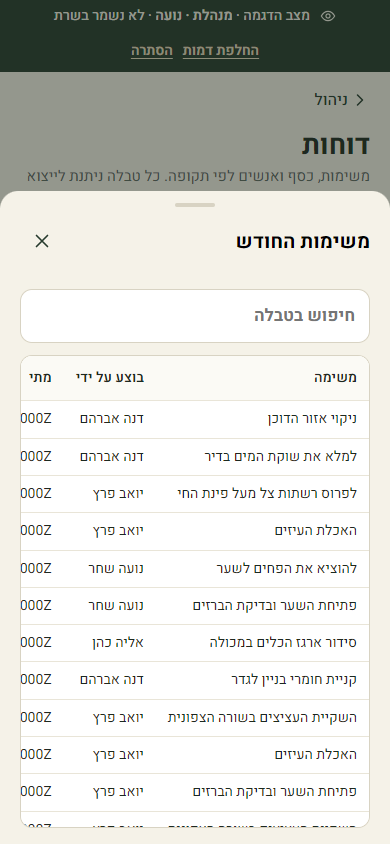 מצב הדגמה · מנהלת · נועה · לא נשמר בשרת
החלפת דמות הסתרה
ניהול
דוחות
משימות, כסף ואנשים לפי תקופה. כל טבלה ניתנת לייצוא
משימות החודש
חיפוש בטבלה
משימה בוצע על ידי מתי
ניקוי אזור הדוכן דנה אברהם 000Z
למלא את שוקת המים בדיר דנה אברהם 000Z
לפרוס רשתות צל מעל פינת החי יואב פרץ 000Z
האכלת העיזים יואב פרץ 000Z
להוציא את הפחים לשער נועה שחר 000Z
פתיחת השער ובדיקת הברזים נועה שחר 000Z
סידור ארגז הכלים במכולה אליה כהן 000Z
קניית חומרי בניין לגדר דנה אברהם 000Z
השקיית העציצים בשורה הצפונית יואב פרץ 000Z
האכלת העיזים יואב פרץ 000Z
פתיחת השער ובדיקת הברזים יואב פרץ 000Z